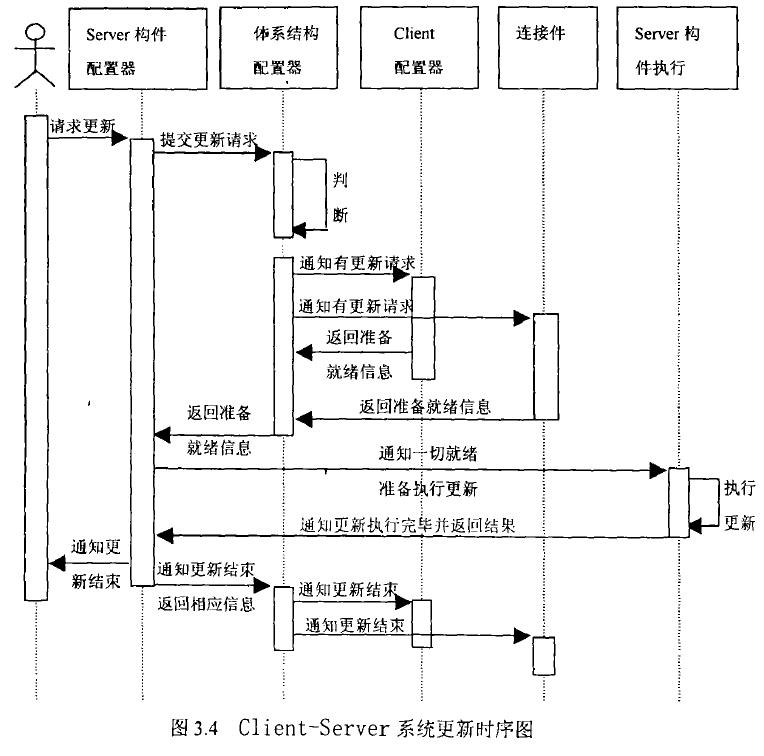 Server 构件
配置器
体系结构
配置器
Client
配置器
连接件
Server 构
件执行
请求更新
提交更新请求
判
断
通知有更新请求
通知有更新请求
返回准备
就绪信息
返回准备就绪信息
返回准备
就绪信息
通知一切就绪
准备执行更新
执行
更新
通知更新执行完毕并返回结果
通知更
新结束
通知更新结束
返回相应信息
通知更新结束
通知更新结束
图 3.4 Client-Server 系统更新时序图